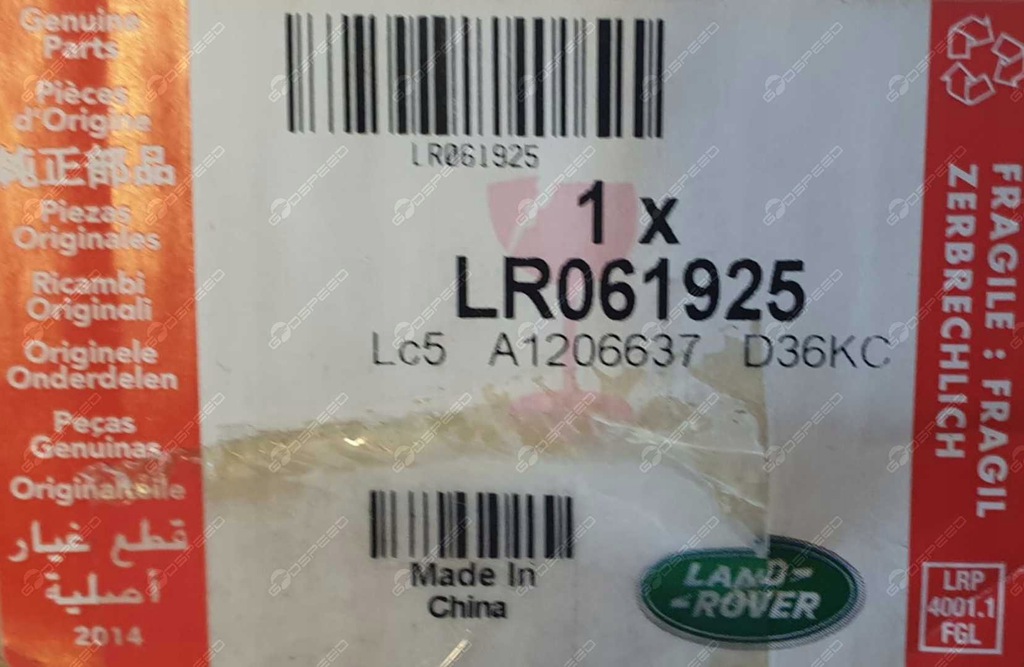 Genuine
Parts
Pièces
d'Origine
純正部品
Piezas
Originales
Ricambi
Originali
Originele
Onderdelen
Peças
Genuinas
Originalteile
قطع غيار
أصلية
2014
LR061925
1 x
LR061925
Lc5 A1206637 D36KC
Made In
China
LAND-
-ROVER
FRAGILE : FRAGIL
ZERBRECHLICH
LRP
4001.1
FGL
GODSPEED